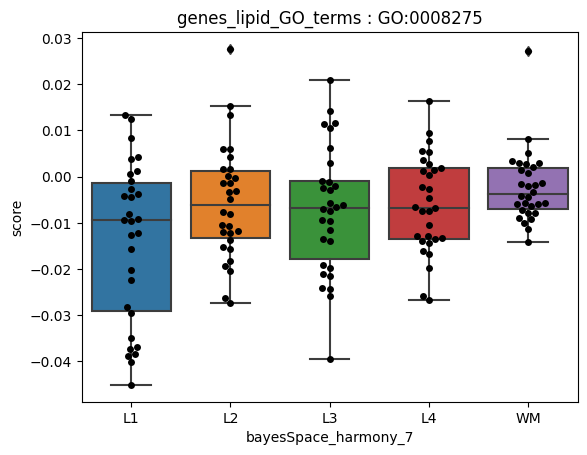 genes_lipid_GO_terms : GO:0008275
0.03
0.02
0.01
0.00
−0.01
−0.02
−0.03
−0.04
score
L1 L2 L3 L4 WM
bayesSpace_harmony_7